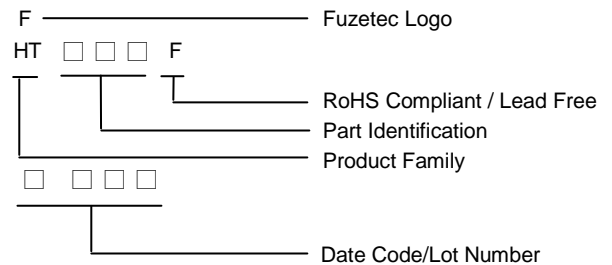 F Fuzetec Logo
HT □ □ □ F
RoHS Compliant / Lead Free
Part Identification
Product Family
□ □ □ □
Date Code/Lot Number